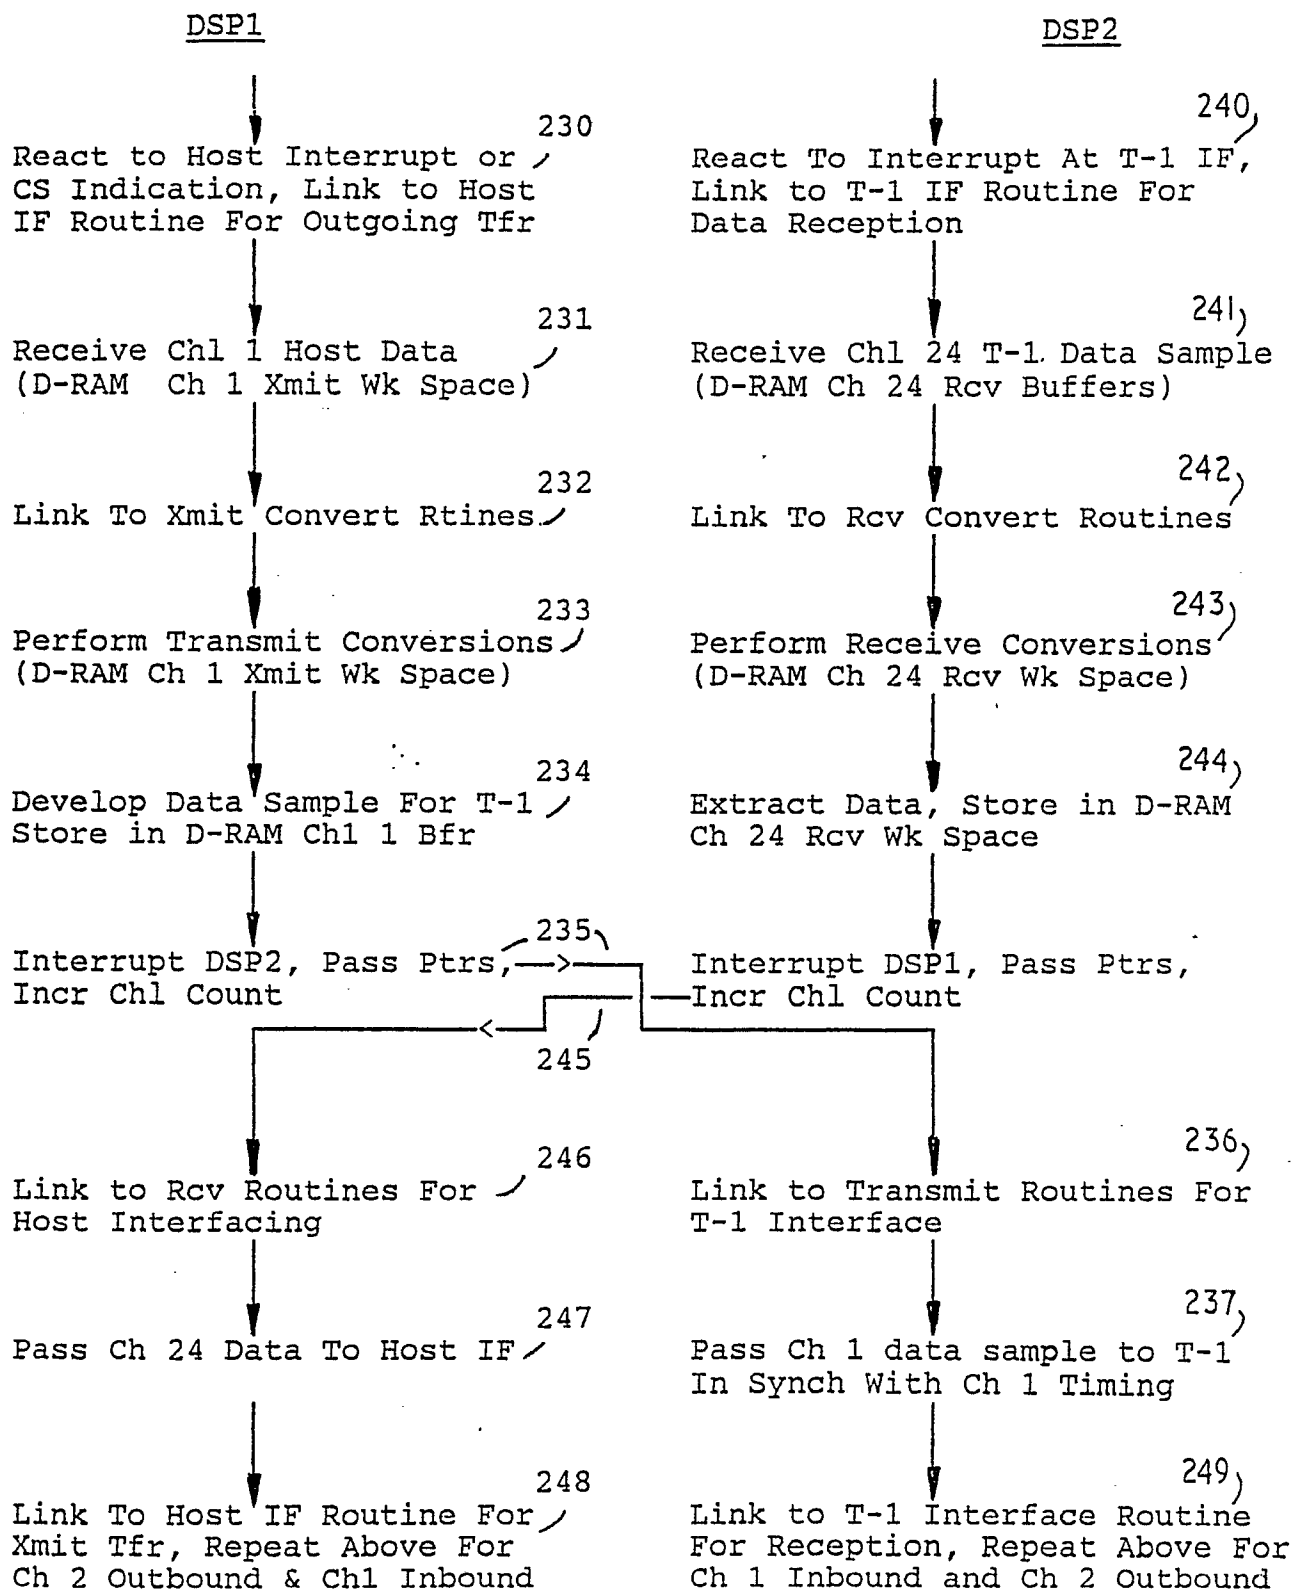 DSP1
230
React to Host Interrupt or
CS Indication, Link to Host
IF Routine For Outgoing Tfr
231
Receive Chl 1 Host Data
(D-RAM Ch 1 Xmit Wk Space)
232
Link To Xmit Convert Rtines
233
Perform Transmit Conversions
(D-RAM Ch 1 Xmit Wk Space)
234
Develop Data Sample For T-1
Store in D-RAM Chl 1 Bfr
235
Interrupt DSP2, Pass Ptrs,
Incr Chl Count
245
246
Link to Rcv Routines For
Host Interfacing
247
Pass Ch 24 Data To Host IF
248
Link To Host IF Routine For
Xmit Tfr, Repeat Above For
Ch 2 Outbound & Ch1 Inbound
DSP2
240
React To Interrupt At T-1 IF,
Link to T-1 IF Routine For
Data Reception
241
Receive Chl 24 T-1 Data Sample
(D-RAM Ch 24 Rcv Buffers)
242
Link To Rcv Convert Routines
243
Perform Receive Conversions
(D-RAM Ch 24 Rcv Wk Space)
244
Extract Data, Store in D-RAM
Ch 24 Rcv Wk Space
Interrupt DSP1, Pass Ptrs,
Incr Chl Count
236
Link to Transmit Routines For
T-1 Interface
237
Pass Ch 1 data sample to T-1
In Synch With Ch 1 Timing
249
Link to T-1 Interface Routine
For Reception, Repeat Above For
Ch 1 Inbound and Ch 2 Outbound